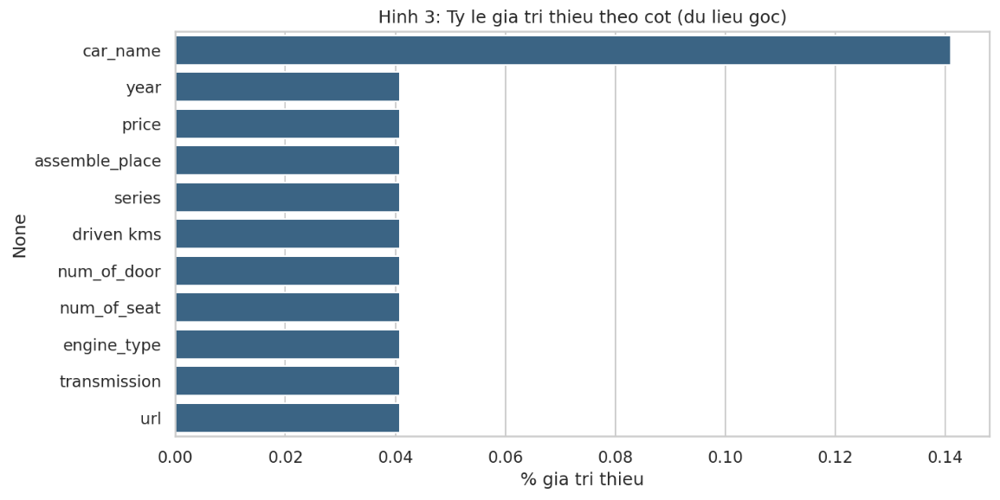 Hinh 3: Ty le gia tri thieu theo cot (du lieu goc)
car_name
year
price
assemble_place
series
driven kms
num_of_door
num_of_seat
engine_type
transmission
url
None
0.00 0.02 0.04 0.06 0.08 0.10 0.12 0.14
% gia tri thieu